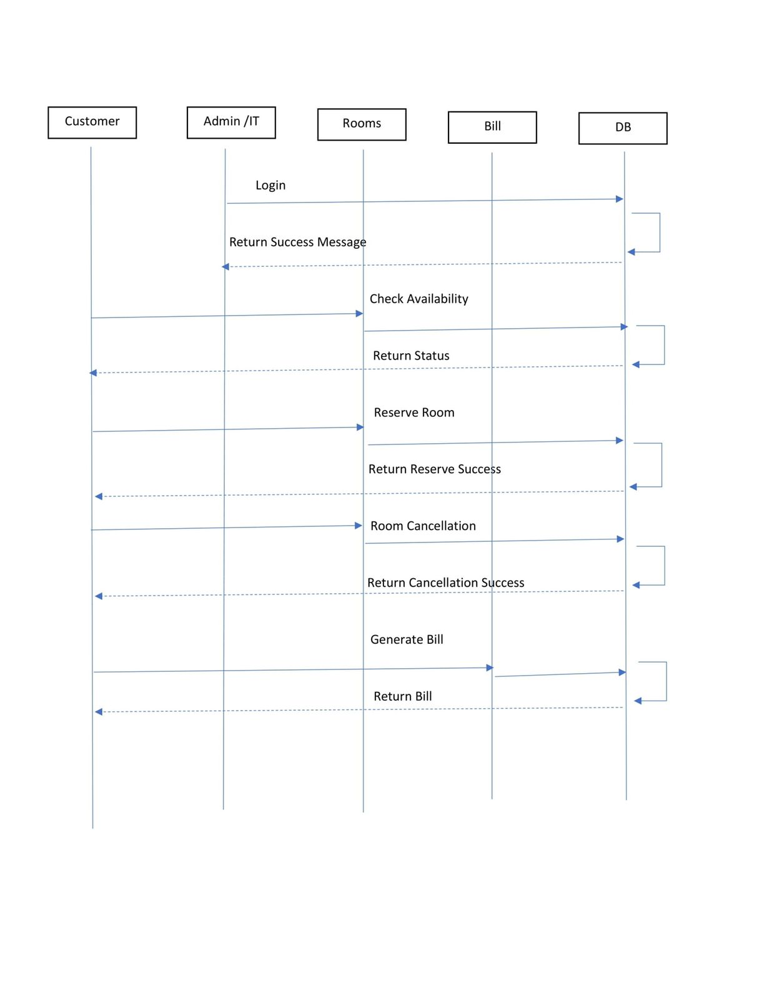 Customer
Admin /IT
Rooms
Bill
DB
Login
Return Success Message
Check Availability
Return Status
Reserve Room
Return Reserve Success
Room Cancellation
Return Cancellation Success
Generate Bill
Return Bill